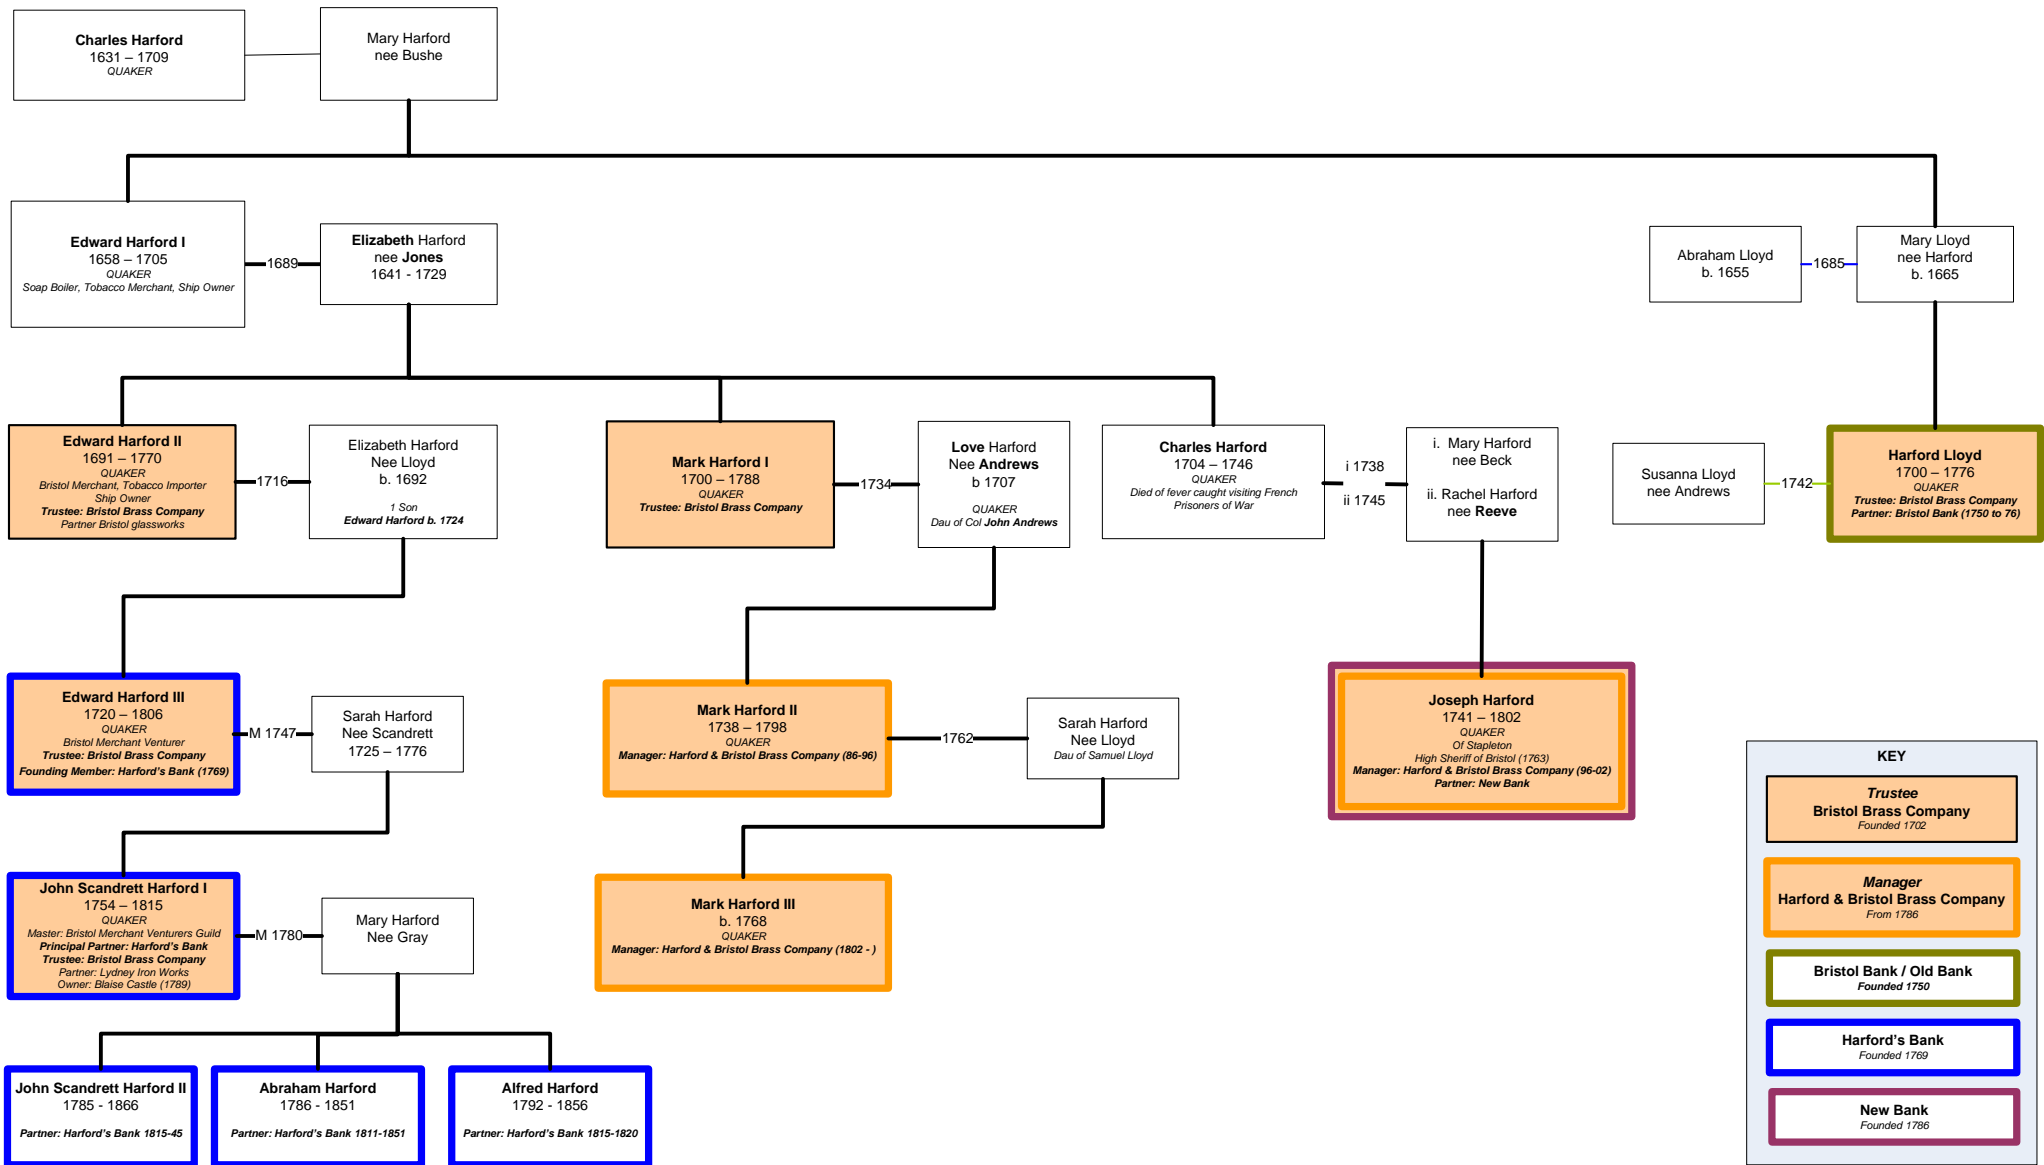 Charles Harford
1631 – 1709
QUAKER
Mary Harford
nee Bushe
Edward Harford I
1658 – 1705
QUAKER
Soap Boiler, Tobacco Merchant, Ship Owner
1689
Elizabeth Harford
nee Jones
1641 - 1729
Abraham Lloyd
b. 1655
1685
Mary Lloyd
nee Harford
b. 1665
Edward Harford II
1691 – 1770
QUAKER
Bristol Merchant, Tobacco Importer
Ship Owner
Trustee: Bristol Brass Company
Partner Bristol glassworks
1716
Elizabeth Harford
Nee Lloyd
b. 1692
1 Son
Edward Harford b. 1724
Mark Harford I
1700 – 1788
QUAKER
Trustee: Bristol Brass Company
1734
Love Harford
Nee Andrews
b 1707
QUAKER
Dau of Col John Andrews
Charles Harford
1704 – 1746
QUAKER
Died of fever caught visiting French
Prisoners of War
i 1738
ii 1745
i. Mary Harford
nee Beck
ii. Rachel Harford
nee Reeve
Susanna Lloyd
nee Andrews
1742
Harford Lloyd
1700 – 1776
QUAKER
Trustee: Bristol Brass Company
Partner: Bristol Bank (1750 to 76)
Edward Harford III
1720 – 1806
QUAKER
Bristol Merchant Venturer
Trustee: Bristol Brass Company
Founding Member: Harford's Bank (1769)
M 1747
Sarah Harford
Nee Scandrett
1725 – 1776
Mark Harford II
1738 – 1798
QUAKER
Manager: Harford & Bristol Brass Company (86-96)
1762
Sarah Harford
Nee Lloyd
Dau of Samuel Lloyd
Joseph Harford
1741 – 1802
QUAKER
Of Stapleton
High Sheriff of Bristol (1763)
Manager: Harford & Bristol Brass Company (96-02)
Partner: New Bank
John Scandrett Harford I
1754 – 1815
QUAKER
Master: Bristol Merchant Venturers Guild
Principal Partner: Harford's Bank
Trustee: Bristol Brass Company
Partner: Lydney Iron Works
Owner: Blaise Castle (1789)
M 1780
Mary Harford
Nee Gray
Mark Harford III
b. 1768
QUAKER
Manager: Harford & Bristol Brass Company (1802 - )
John Scandrett Harford II
1785 - 1866
Partner: Harford's Bank 1815-45
Abraham Harford
1786 - 1851
Partner: Harford's Bank 1811-1851
Alfred Harford
1792 - 1856
Partner: Harford's Bank 1815-1820
KEY
Trustee
Bristol Brass Company
Founded 1702
Manager
Harford & Bristol Brass Company
From 1786
Bristol Bank / Old Bank
Founded 1750
Harford's Bank
Founded 1769
New Bank
Founded 1786